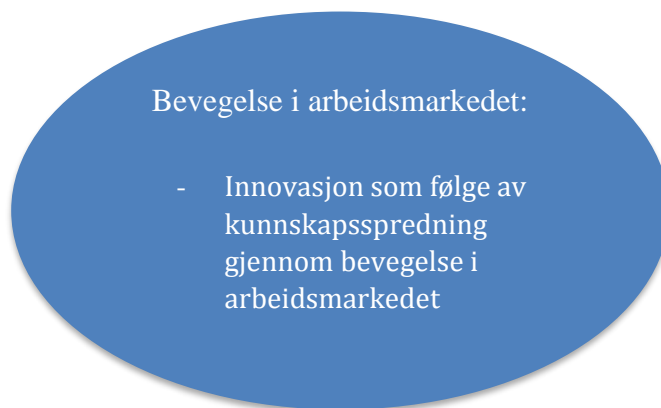 Bevegelse i arbeidsmarkedet:
- Innovasjon som følge av
kunnskapsspredning
gjennom bevegelse i
arbeidsmarkedet